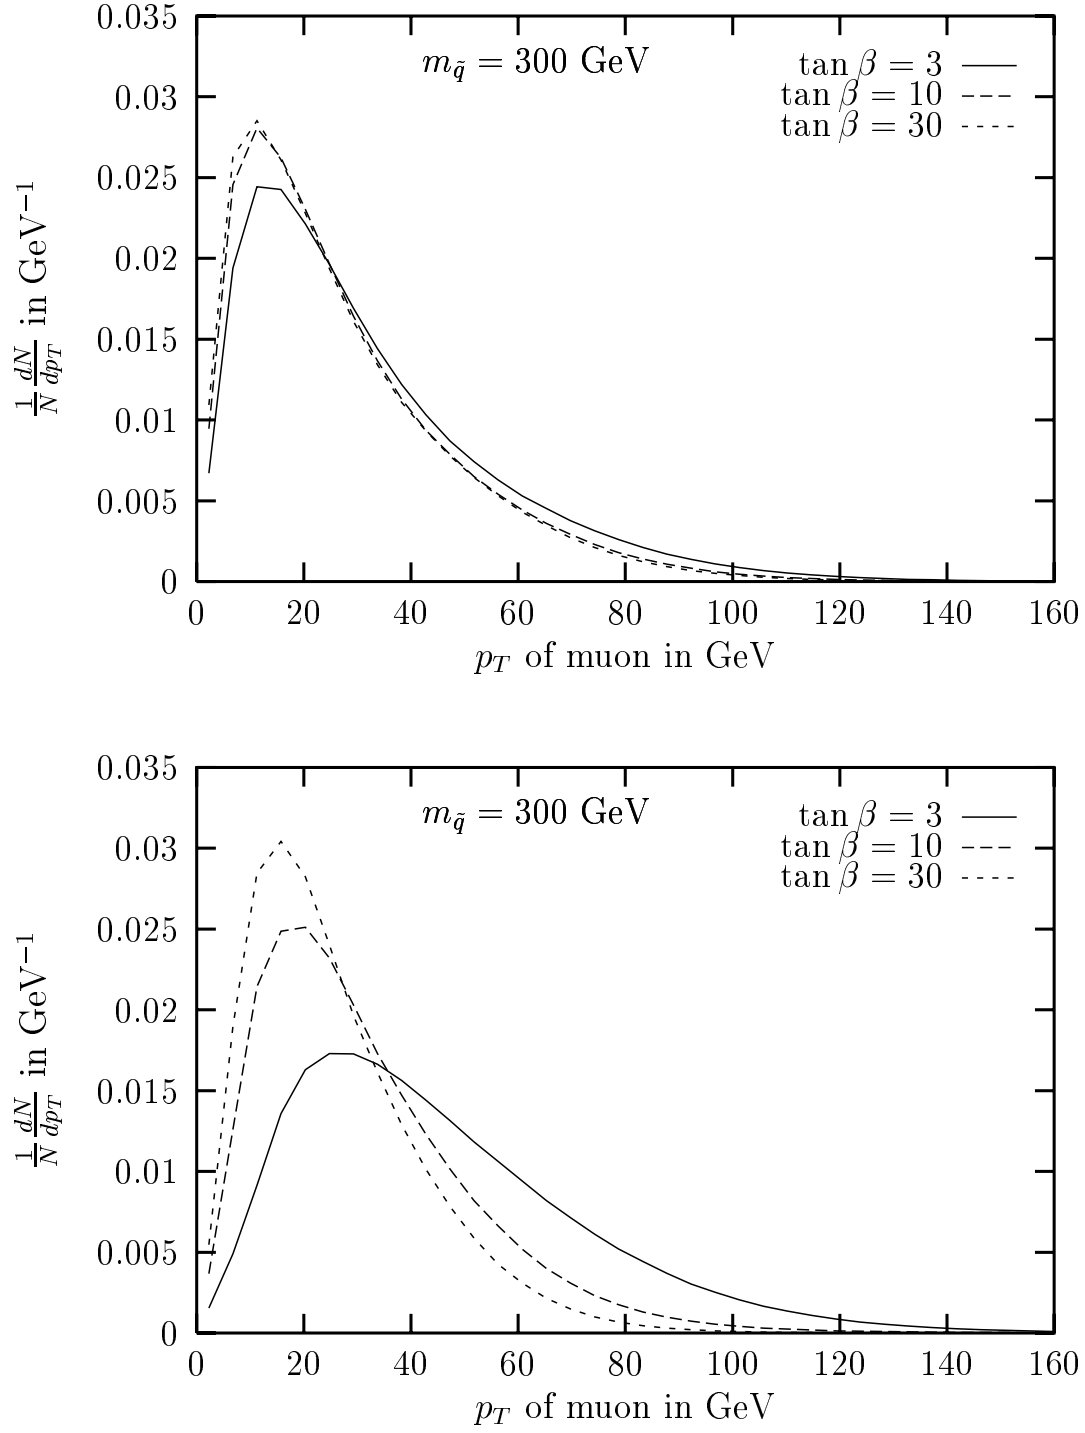 0.035
0.03
0.025
0.02
0.015
0.01
0.005
0
1/N dN/dp_T in GeV⁻¹
m_q̃ = 300 GeV
tan β = 3
tan β = 10
tan β = 30
0 20 40 60 80 100 120 140 160
p_T of muon in GeV
0.035
0.03
0.025
0.02
0.015
0.01
0.005
0
1/N dN/dp_T in GeV⁻¹
m_q̃ = 300 GeV
tan β = 3
tan β = 10
tan β = 30
0 20 40 60 80 100 120 140 160
p_T of muon in GeV